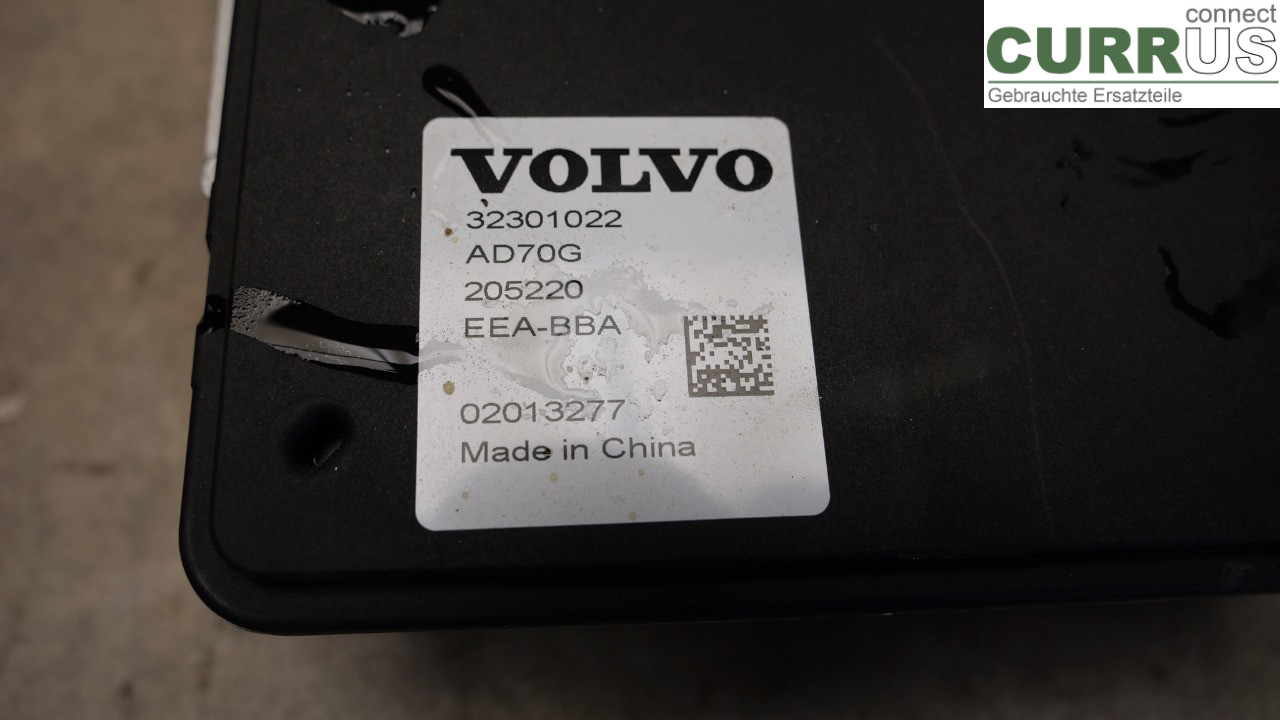 connect
CURRUS
Gebrauchte Ersatzteile
VOLVO
32301022
AD70G
205220
EEA-BBA
02013277
Made in China